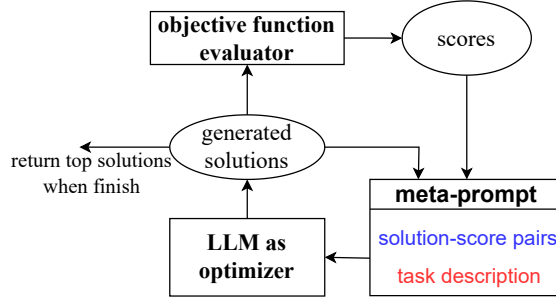 objective function
evaluator
scores
generated
solutions
return top solutions
when finish
meta-prompt
solution-score pairs
task description
LLM as
optimizer